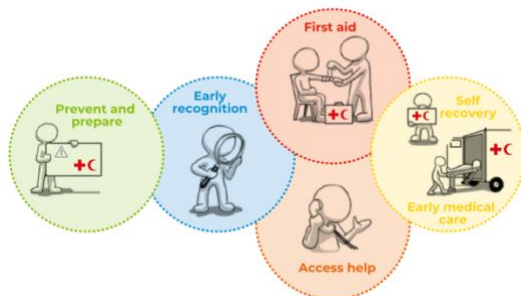 Prevent and
prepare
Early
recognition
First aid
Access help
Self
recovery
Early medical
care